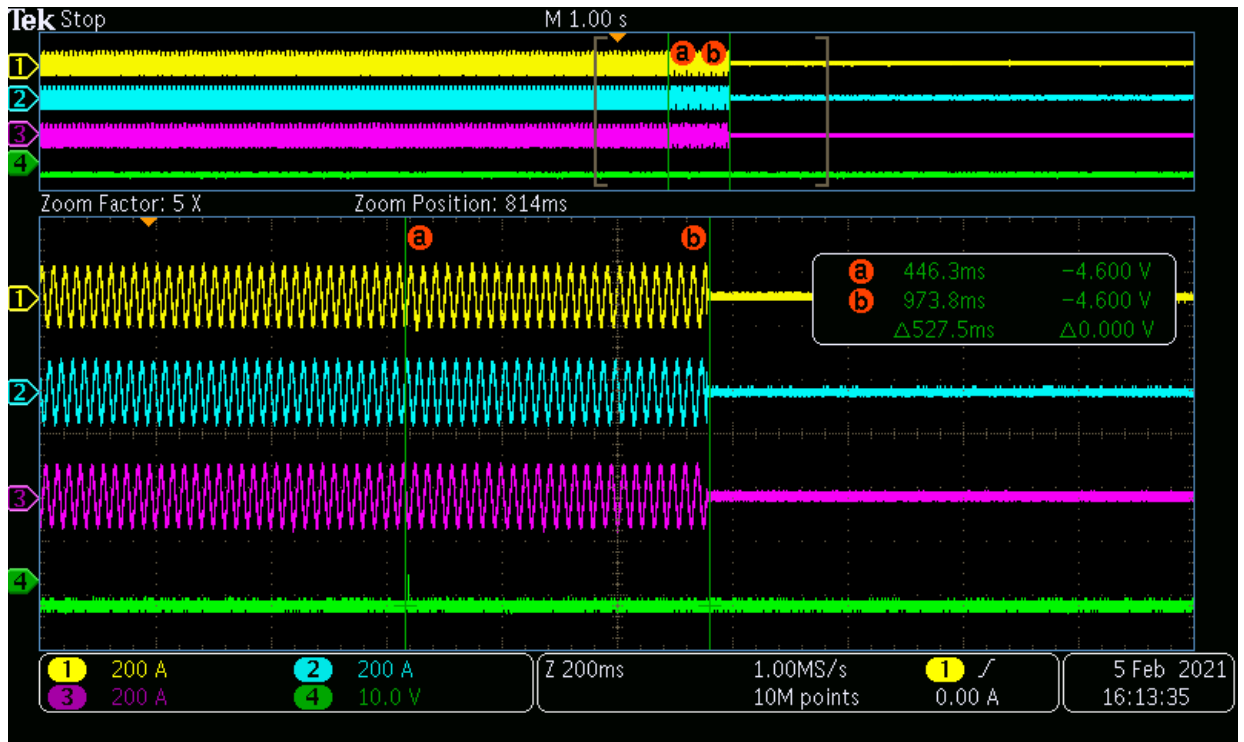 Tek Stop M 1.00 s
1
a b
2
3
4
Zoom Factor: 5 X Zoom Position: 814ms
a b
a 446.3ms −4.600 V
1
b 973.8ms −4.600 V
△527.5ms △0.000 V
2
3
4
1 200 A 2 200 A Z 200ms 1.00MS/s 1 5 Feb 2021
3 200 A 4 10.0 V 10M points 0.00 A 16:13:35